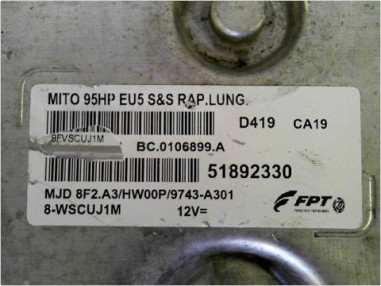 MITO 95HP EU5 S&S RAP.LUNG.
D419 CA19
9FVSCUJ1M
BC.0106899.A
51892330
MJD 8F2.A3/HW00P/9743-A301
8-WSCUJ1M 12V=
FPT